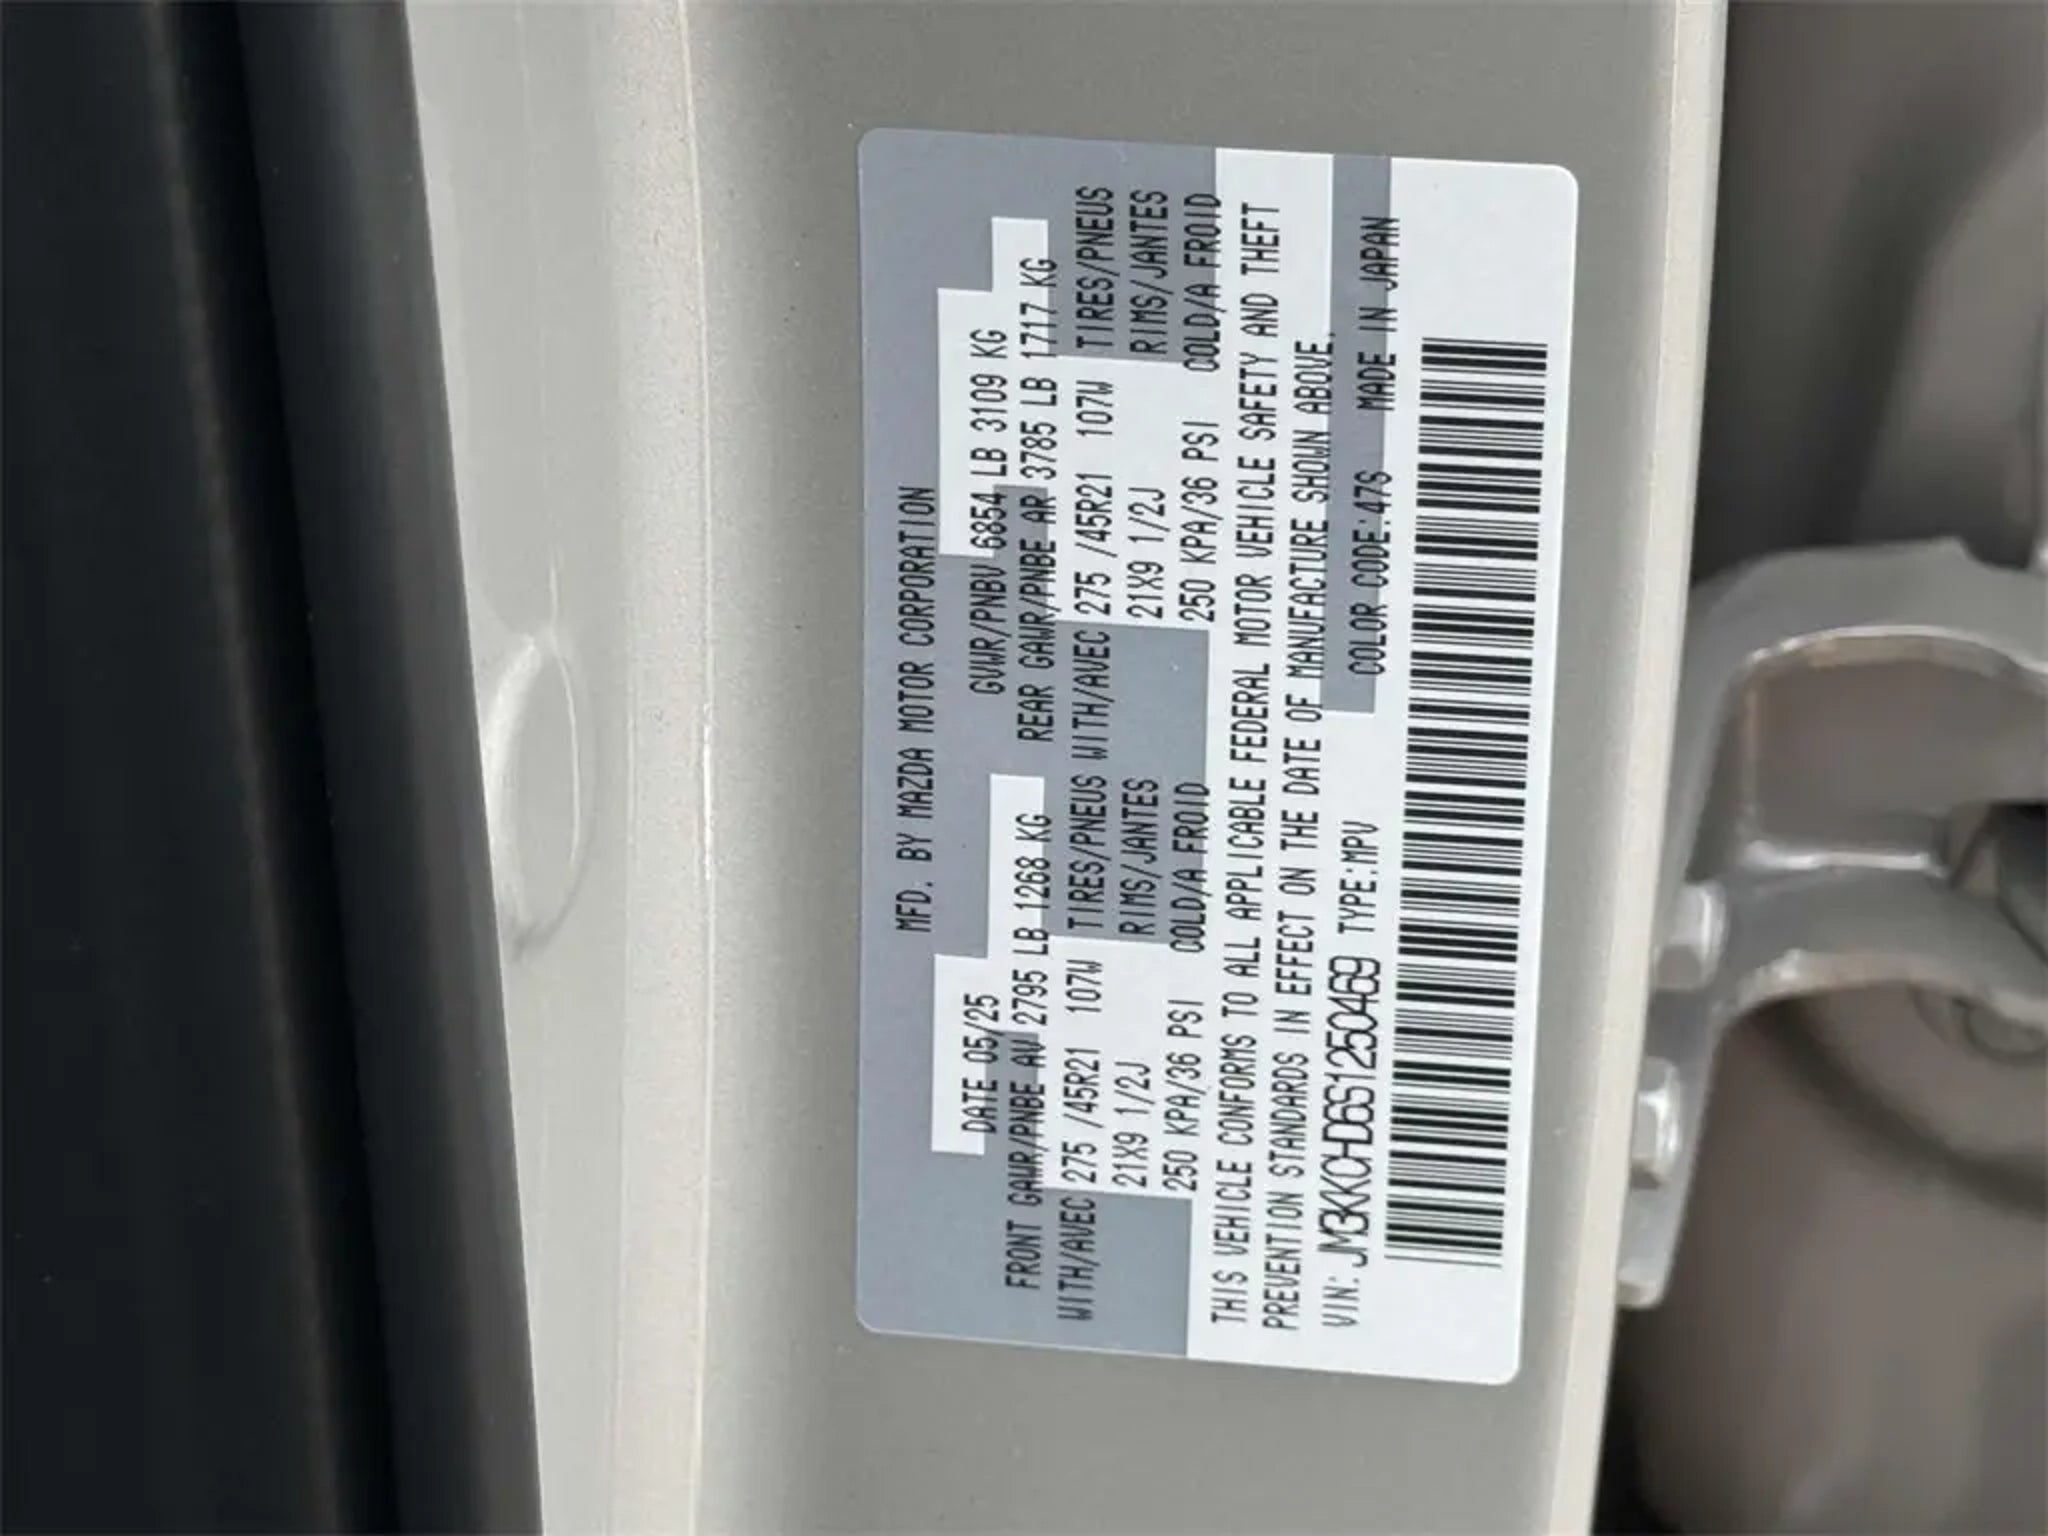 MFD. BY MAZDA MOTOR CORPORATION
DATE 05/25 GVWR/PNBV 6854 LB 3109 KG
FRONT GAWR/PNBE AV 2795 LB 1268 KG REAR GAWR/PNBE AR 3785 LB 1717 KG
WITH/AVEC 275 /45R21 107W TIRES/PNEUS WITH/AVEC 275 /45R21 107W TIRES/PNEUS
21X9 1/2J RIMS/JANTES 21X9 1/2J RIMS/JANTES
250 KPA/36 PSI COLD/A FROID 250 KPA/36 PSI COLD/A FROID
THIS VEHICLE CONFORMS TO ALL APPLICABLE FEDERAL MOTOR VEHICLE SAFETY AND THEFT
PREVENTION STANDARDS IN EFFECT ON THE DATE OF MANUFACTURE SHOWN ABOVE.
VIN: JM3KKCHD6S1250469 TYPE:MPV COLOR CODE:47S MADE IN JAPAN